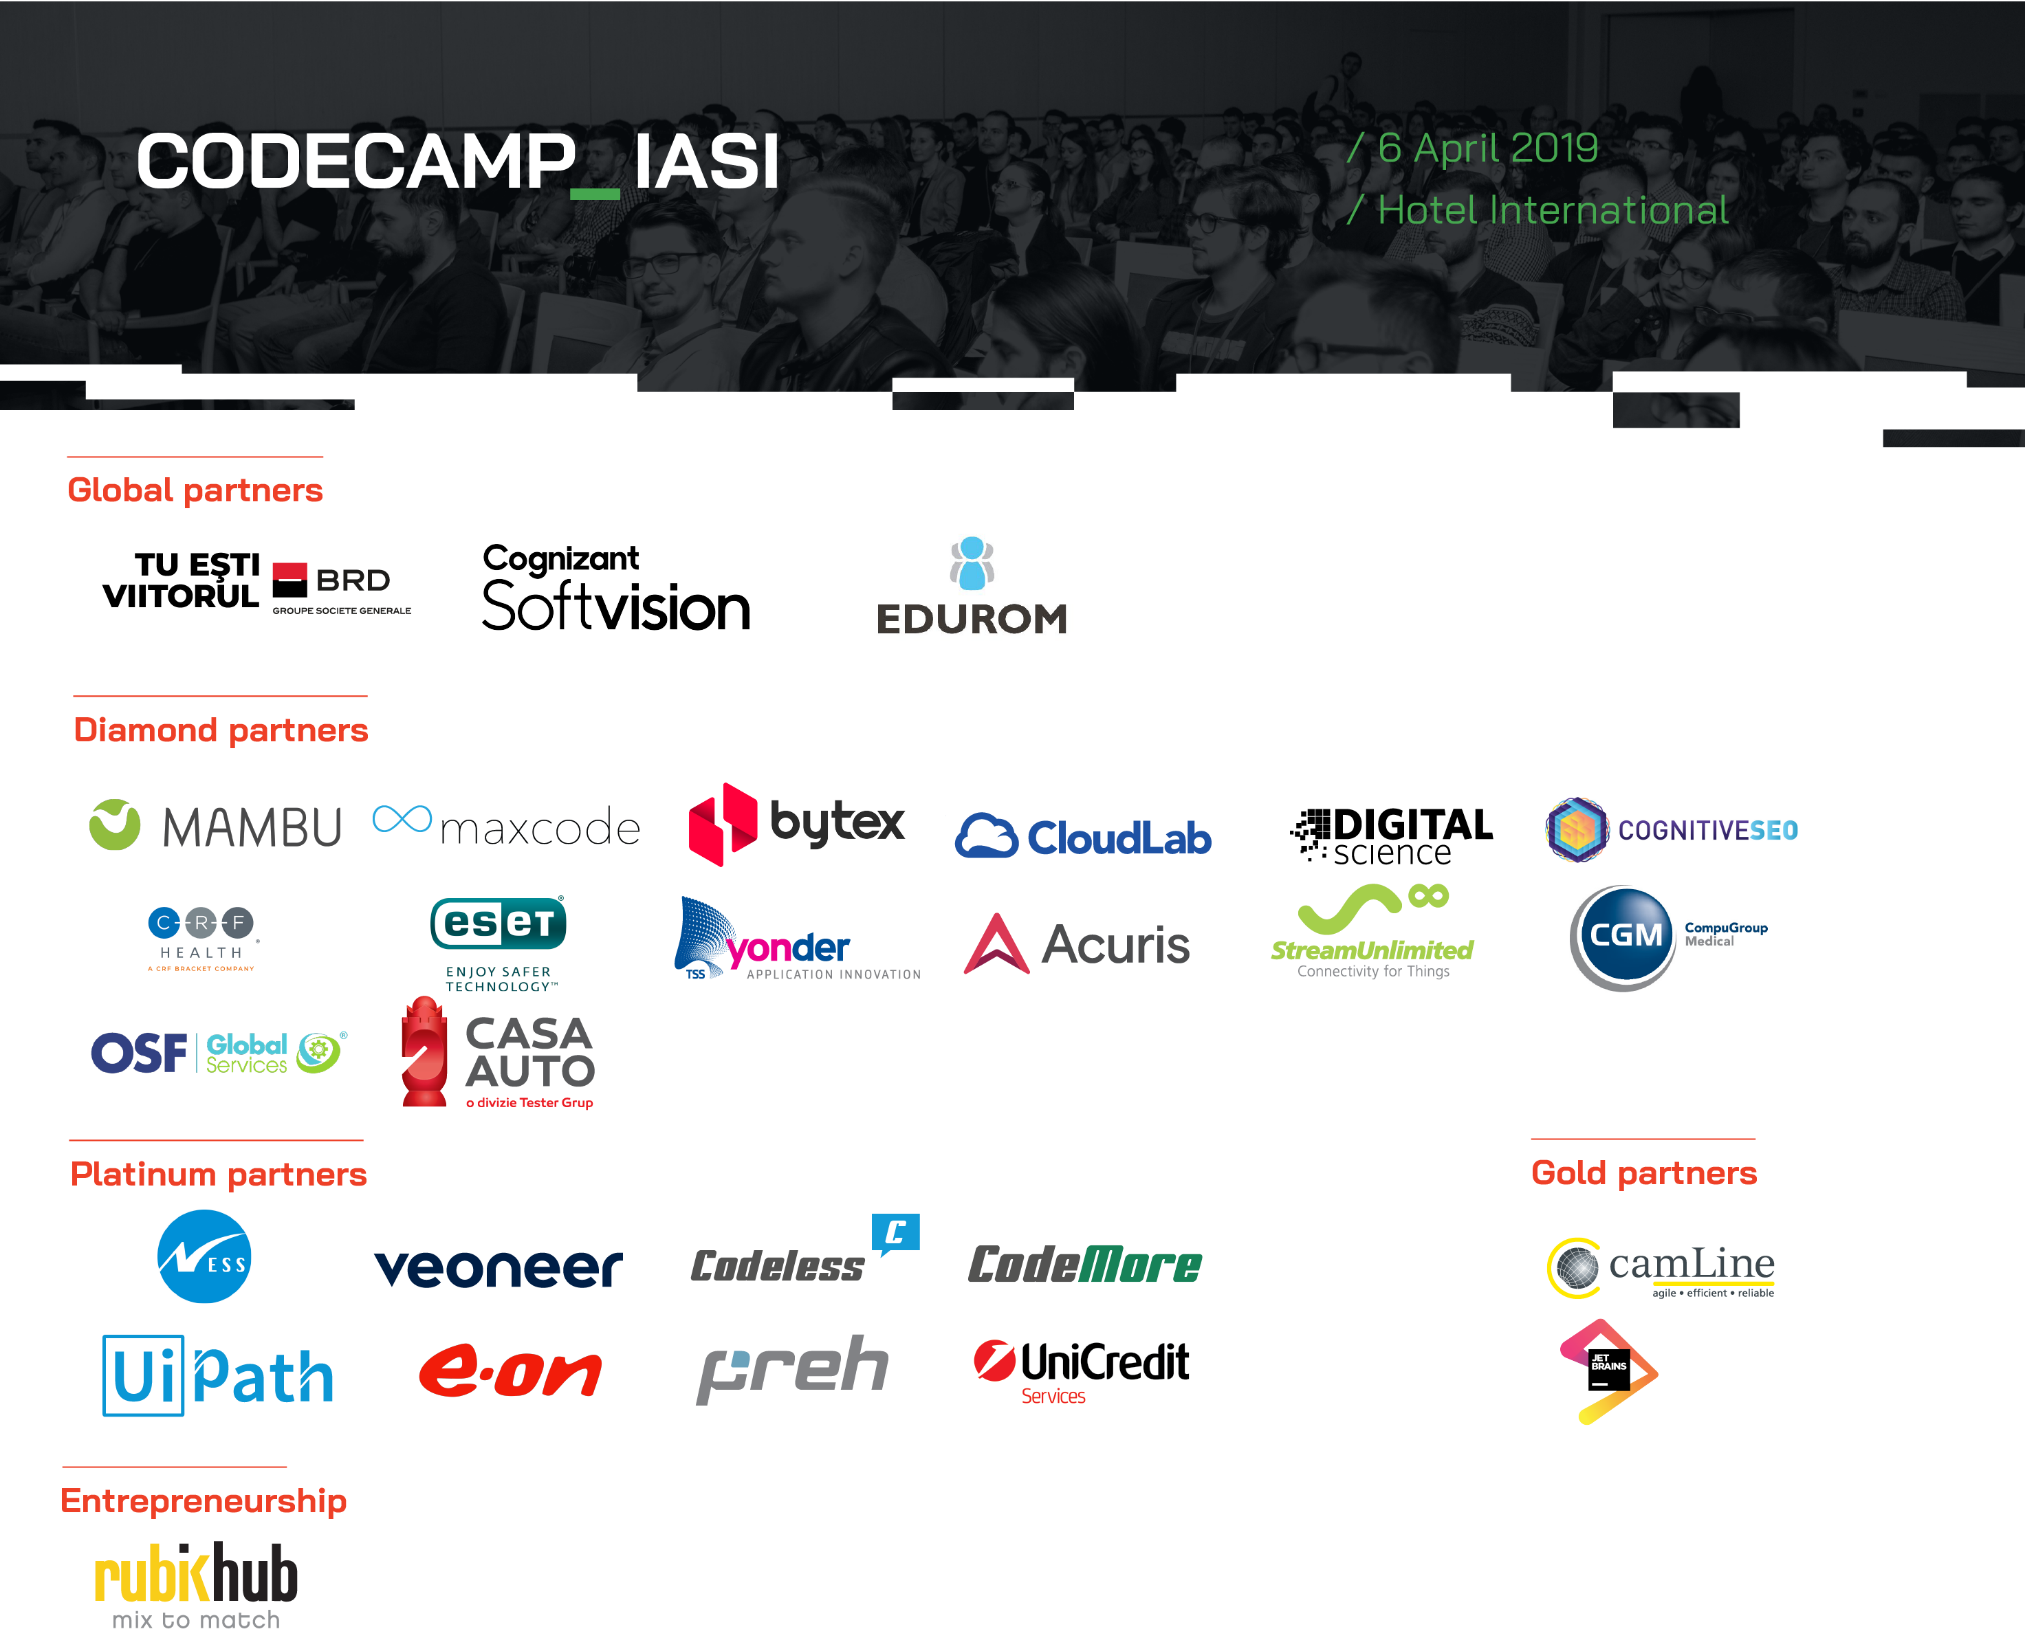 CODECAMP_ IASI
/ 6 April 2019
/ Hotel International
Global partners
TU EŞTI
VIITORUL
BRD
GROUPE SOCIETE GENERALE
Cognizant
Softvision
EDUROM
Diamond partners
MAMBU
maxcode
bytex
CloudLab
DIGITAL
science
COGNITIVESEO
C-R-F
HEALTH®
A CRF BRACKET COMPANY
eseT®
ENJOY SAFER
TECHNOLOGY™
yonder
TSS
APPLICATION INNOVATION
Acuris
StreamUnlimited
Connectivity for Things
CGM
CompuGroup
Medical
OSF
Global
Services
®
CASA
AUTO
o divizie Tester Grup
Platinum partners
Gold partners
NESS
veoneer
Codeless
C
CodeMore
camLine
agile • efficient • reliable
UiPath
e·on
preh
UniCredit
Services
JET
BRAINS
Entrepreneurship
rubikhub
mix to match